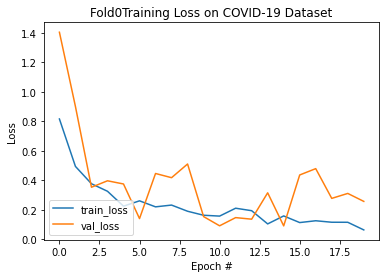 Fold0Training Loss on COVID-19 Dataset
Loss
1.4
1.2
1.0
0.8
0.6
0.4
0.2
0.0
train_loss
val_loss
0.0 2.5 5.0 7.5 10.0 12.5 15.0 17.5
Epoch #